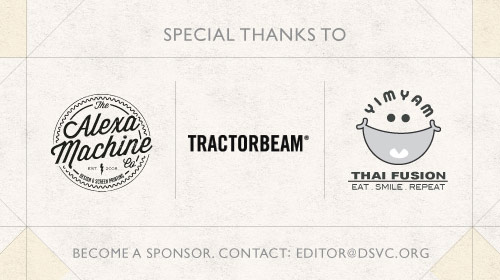 SPECIAL THANKS TO
The
Alexa
Machine
Co!
EST. 2008
DESIGN & SCREEN PRINTING
TRACTORBEAM®
YIMYAM
THAI FUSION
EAT . SMILE . REPEAT
BECOME A SPONSOR. CONTACT: EDITOR@DSVC.ORG